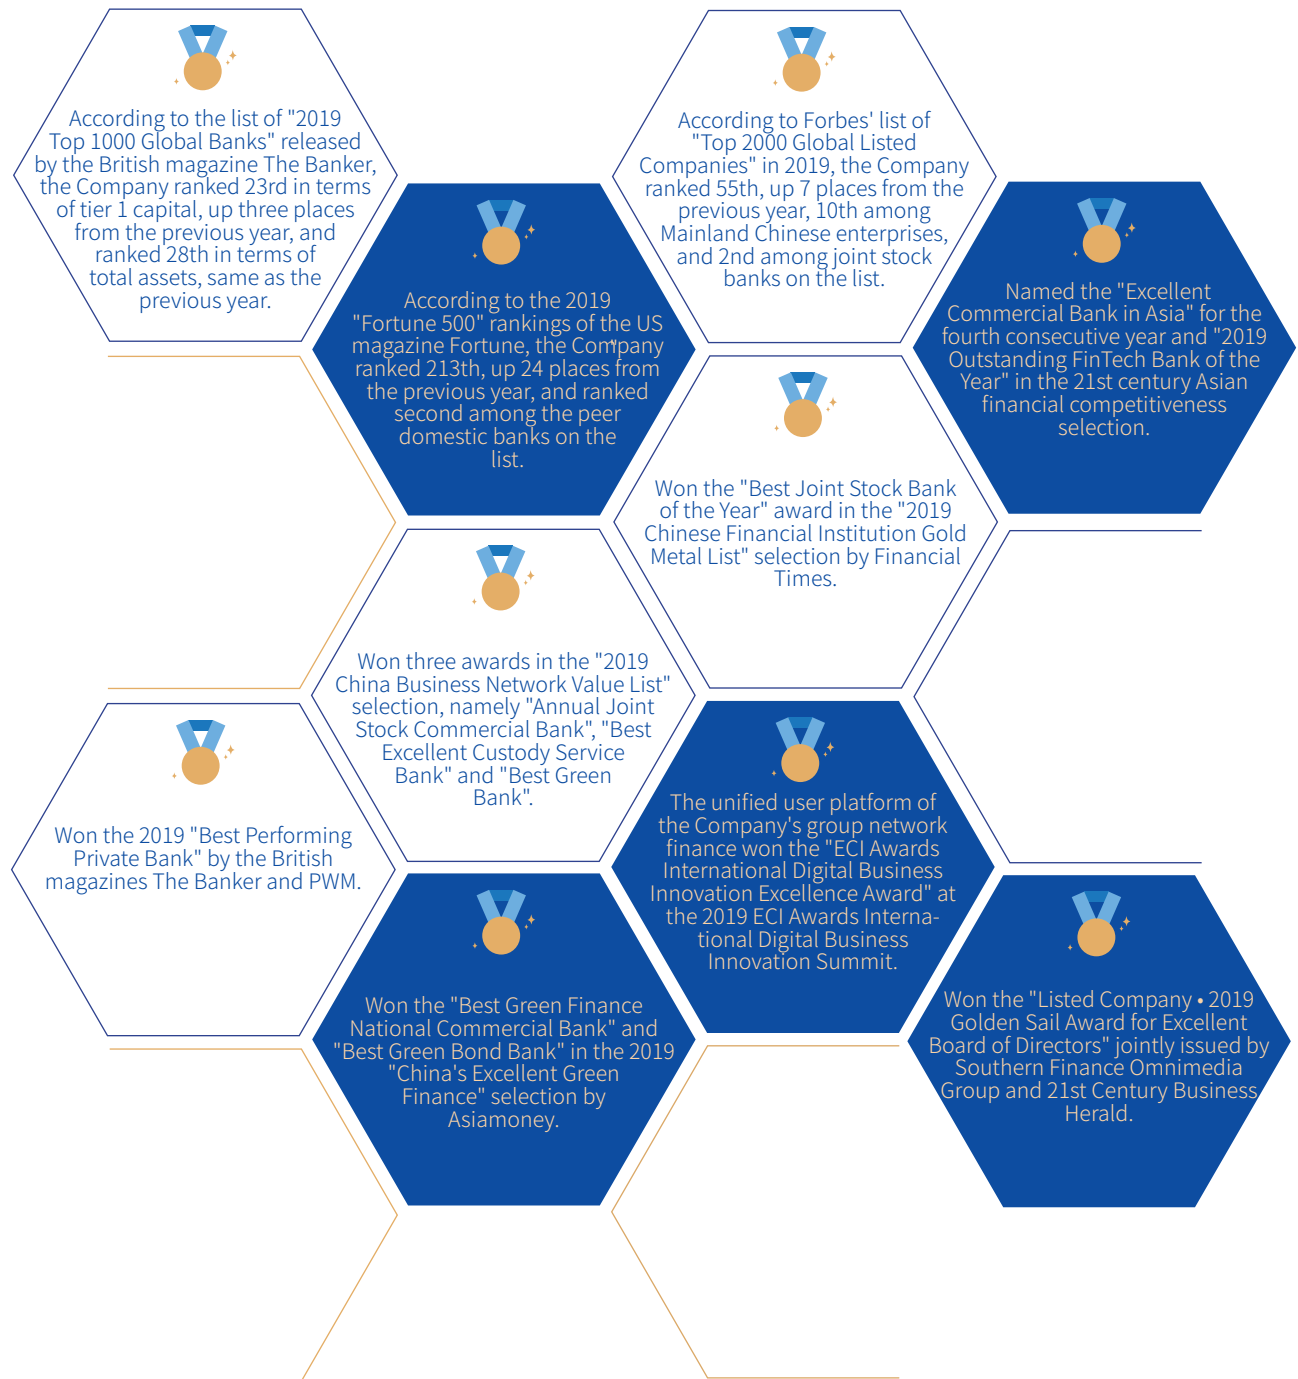 According to the list of "2019
Top 1000 Global Banks" released
by the British magazine The Banker,
the Company ranked 23rd in terms
of tier 1 capital, up three places
from the previous year, and
ranked 28th in terms of
total assets, same as the
previous year.
According to Forbes' list of
"Top 2000 Global Listed
Companies" in 2019, the Company
ranked 55th, up 7 places from the
previous year, 10th among
Mainland Chinese enterprises,
and 2nd among joint stock
banks on the list.
According to the 2019
"Fortune 500" rankings of the US
magazine Fortune, the Company
ranked 213th, up 24 places from
the previous year, and ranked
second among the peer
domestic banks on the
list.
Named the "Excellent
Commercial Bank in Asia" for the
fourth consecutive year and "2019
Outstanding FinTech Bank of the
Year" in the 21st century Asian
financial competitiveness
selection.
Won the "Best Joint Stock Bank
of the Year" award in the "2019
Chinese Financial Institution Gold
Metal List" selection by Financial
Times.
Won three awards in the "2019
China Business Network Value List"
selection, namely "Annual Joint
Stock Commercial Bank", "Best
Excellent Custody Service
Bank" and "Best Green
Bank".
Won the 2019 "Best Performing
Private Bank" by the British
magazines The Banker and PWM.
The unified user platform of
the Company's group network
finance won the "ECI Awards
International Digital Business
Innovation Excellence Award" at
the 2019 ECI Awards Interna-
tional Digital Business
Innovation Summit.
Won the "Best Green Finance
National Commercial Bank" and
"Best Green Bond Bank" in the 2019
"China's Excellent Green
Finance" selection by
Asiamoney.
Won the "Listed Company • 2019
Golden Sail Award for Excellent
Board of Directors" jointly issued by
Southern Finance Omnimedia
Group and 21st Century Business
Herald.